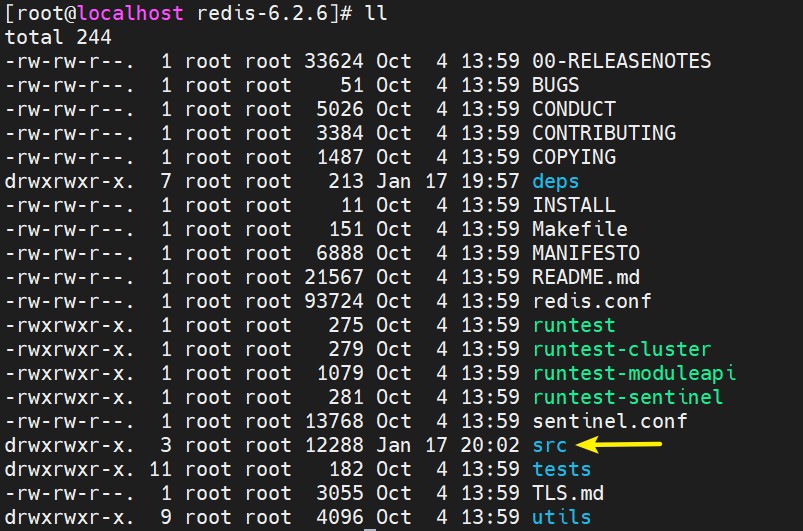 [root@localhost redis-6.2.6]# ll
total 244
-rw-rw-r--.  1 root root 33624 Oct  4 13:59 00-RELEASENOTES
-rw-rw-r--.  1 root root    51 Oct  4 13:59 BUGS
-rw-rw-r--.  1 root root  5026 Oct  4 13:59 CONDUCT
-rw-rw-r--.  1 root root  3384 Oct  4 13:59 CONTRIBUTING
-rw-rw-r--.  1 root root  1487 Oct  4 13:59 COPYING
drwxrwxr-x.  7 root root   213 Jan 17 19:57 deps
-rw-rw-r--.  1 root root    11 Oct  4 13:59 INSTALL
-rw-rw-r--.  1 root root   151 Oct  4 13:59 Makefile
-rw-rw-r--.  1 root root  6888 Oct  4 13:59 MANIFESTO
-rw-rw-r--.  1 root root 21567 Oct  4 13:59 README.md
-rw-rw-r--.  1 root root 93724 Oct  4 13:59 redis.conf
-rwxrwxr-x.  1 root root   275 Oct  4 13:59 runtest
-rwxrwxr-x.  1 root root   279 Oct  4 13:59 runtest-cluster
-rwxrwxr-x.  1 root root  1079 Oct  4 13:59 runtest-moduleapi
-rwxrwxr-x.  1 root root   281 Oct  4 13:59 runtest-sentinel
-rw-rw-r--.  1 root root 13768 Oct  4 13:59 sentinel.conf
drwxrwxr-x.  3 root root 12288 Jan 17 20:02 src
drwxrwxr-x. 11 root root   182 Oct  4 13:59 tests
-rw-rw-r--.  1 root root  3055 Oct  4 13:59 TLS.md
drwxrwxr-x.  9 root root  4096 Oct  4 13:59 utils